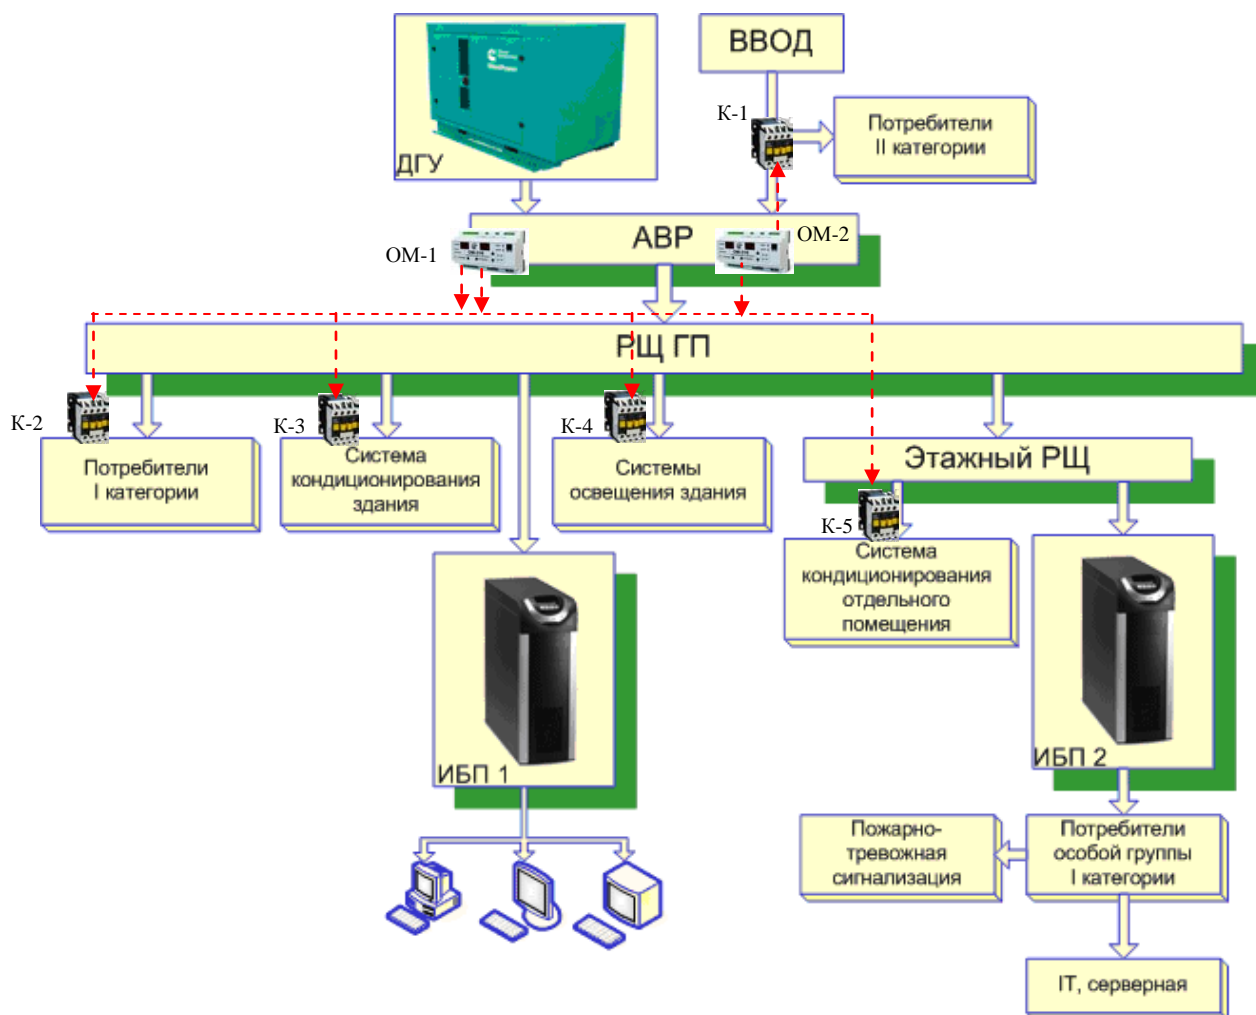 ВВОД
К-1
Потребители
II категории
ДГУ
АВР
ОМ-1
ОМ-2
РЩ ГП
К-2
К-3
К-4
Потребители
I категории
Система
кондиционирования
здания
Системы
освещения здания
Этажный РЩ
К-5
Система
кондиционирования
отдельного
помещения
ИБП 1
ИБП 2
Пожарно-
тревожная
сигнализация
Потребители
особой группы
I категории
IT, серверная